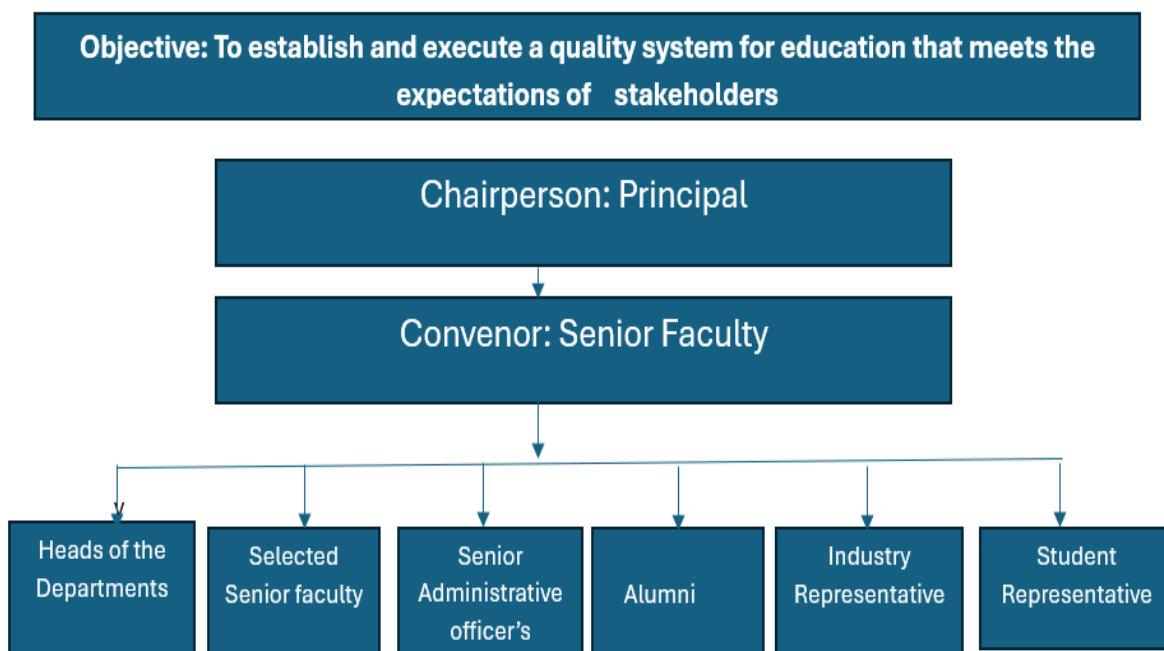 Objective: To establish and execute a quality system for education that meets the
expectations of stakeholders
Chairperson: Principal
Convenor: Senior Faculty
v
Heads of the
Departments
Selected
Senior faculty
Senior
Administrative
officer’s
Alumni
Industry
Representative
Student
Representative